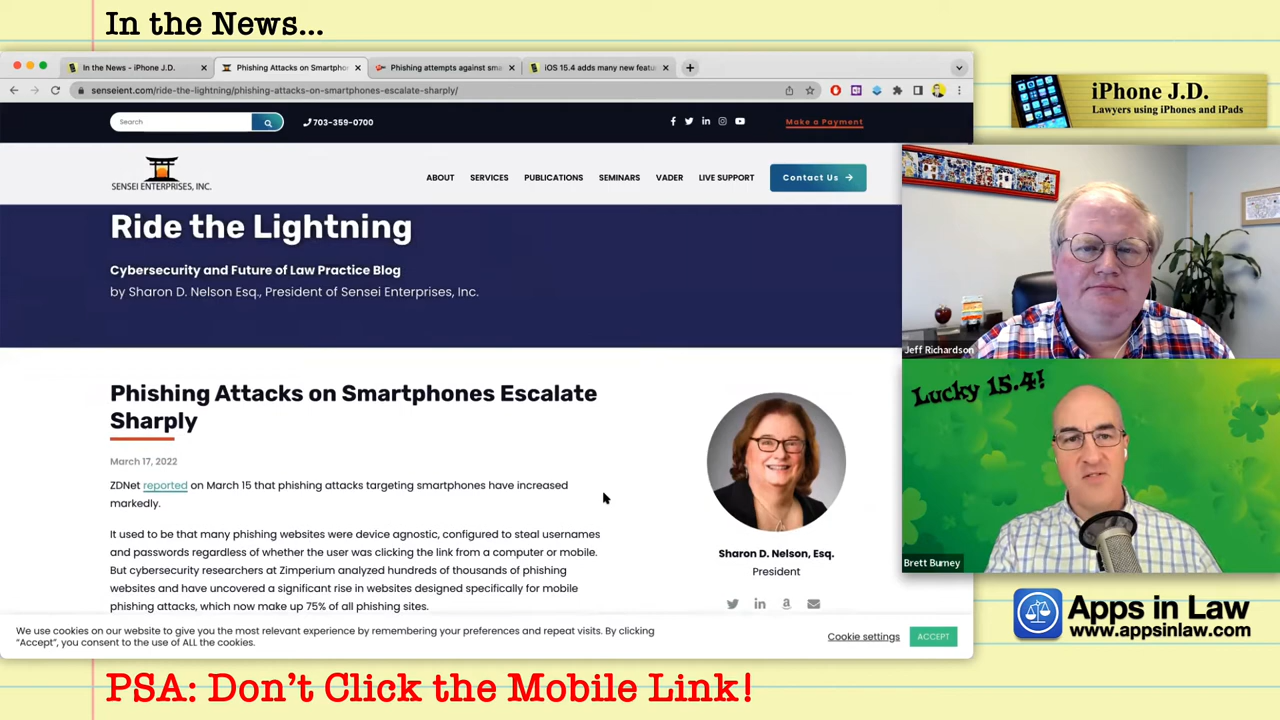 In the News...
In the News - iPhone J.D.
Phishing Attacks on Smartphon
Phishing attempts against sma
iOS 15.4 adds many new featu
senseient.com/ride-the-lightning/phishing-attacks-on-smartphones-escalate-sharply/
Search
703-359-0700
Make a Payment
SENSEI ENTERPRISES, INC.
ABOUT
SERVICES
PUBLICATIONS
SEMINARS
VADER
LIVE SUPPORT
Contact Us
Ride the Lightning
Cybersecurity and Future of Law Practice Blog
by Sharon D. Nelson Esq., President of Sensei Enterprises, Inc.
Phishing Attacks on Smartphones Escalate
Sharply
March 17, 2022
ZDNet reported on March 15 that phishing attacks targeting smartphones have increased
markedly.
It used to be that many phishing websites were device agnostic, configured to steal usernames
and passwords regardless of whether the user was clicking the link from a computer or mobile.
But cybersecurity researchers at Zimperium analyzed hundreds of thousands of phishing
websites and have uncovered a significant rise in websites designed specifically for mobile
phishing attacks, which now make up 75% of all phishing sites.
Sharon D. Nelson, Esq.
President
We use cookies on our website to give you the most relevant experience by remembering your preferences and repeat visits. By clicking
“Accept”, you consent to the use of ALL the cookies.
Cookie settings
ACCEPT
iPhone J.D.
Lawyers using iPhones and iPads
Jeff Richardson
Lucky 15.4!
Brett Burney
Apps in Law
www.appsinlaw.com
PSA: Don't Click the Mobile Link!